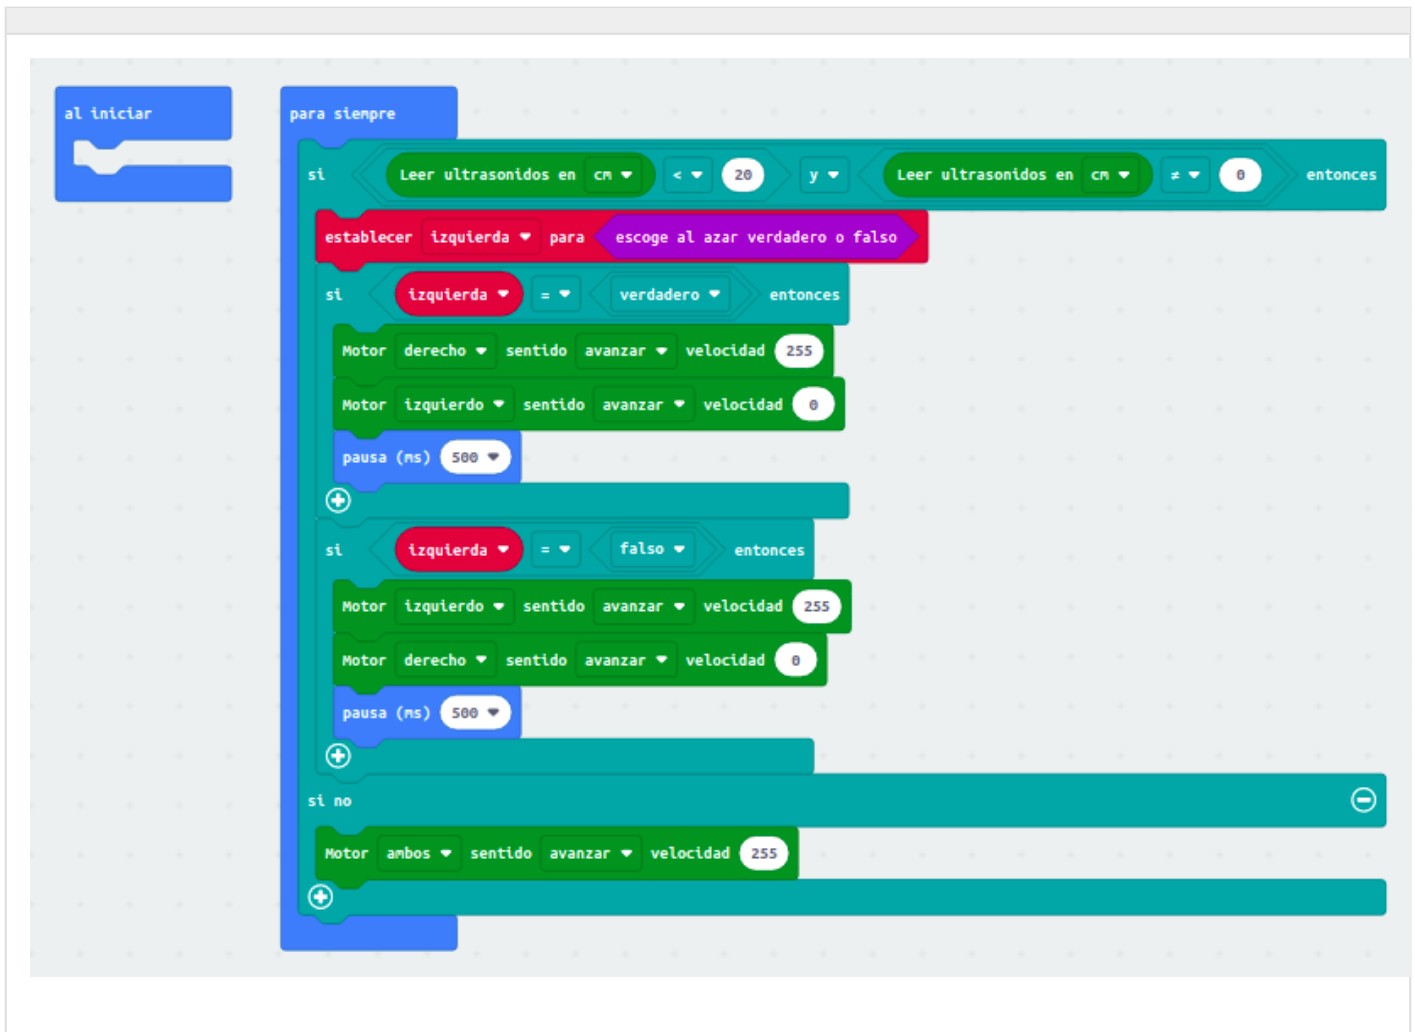 al iniciar
para siempre
si Leer ultrasonidos en cm < 20 y Leer ultrasonidos en cm ≠ 0 entonces
establecer izquierda para escoge al azar verdadero o falso
si izquierda = verdadero entonces
Motor derecho sentido avanzar velocidad 255
Motor izquierdo sentido avanzar velocidad 0
pausa (ms) 500
si izquierda = falso entonces
Motor izquierdo sentido avanzar velocidad 255
Motor derecho sentido avanzar velocidad 0
pausa (ms) 500
si no
Motor ambos sentido avanzar velocidad 255